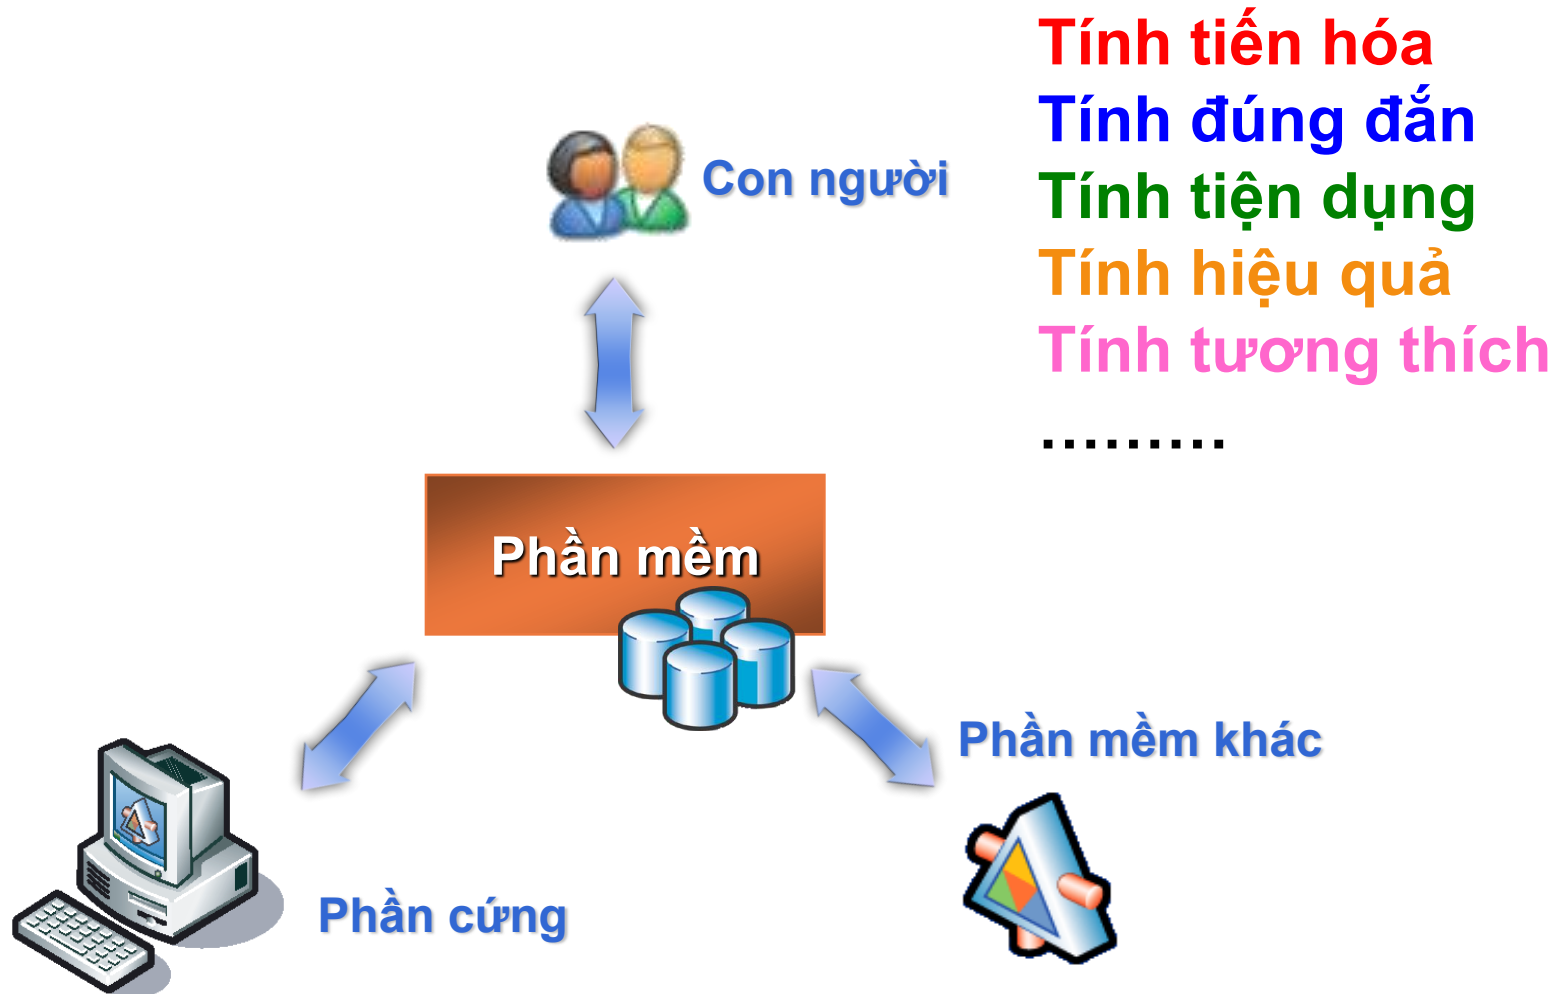 Tính tiến hóa
Tính đúng đắn
Tính tiện dụng
Tính hiệu quả
Tính tương thích
.........
Con người
Phần mềm
Phần mềm khác
Phần cứng